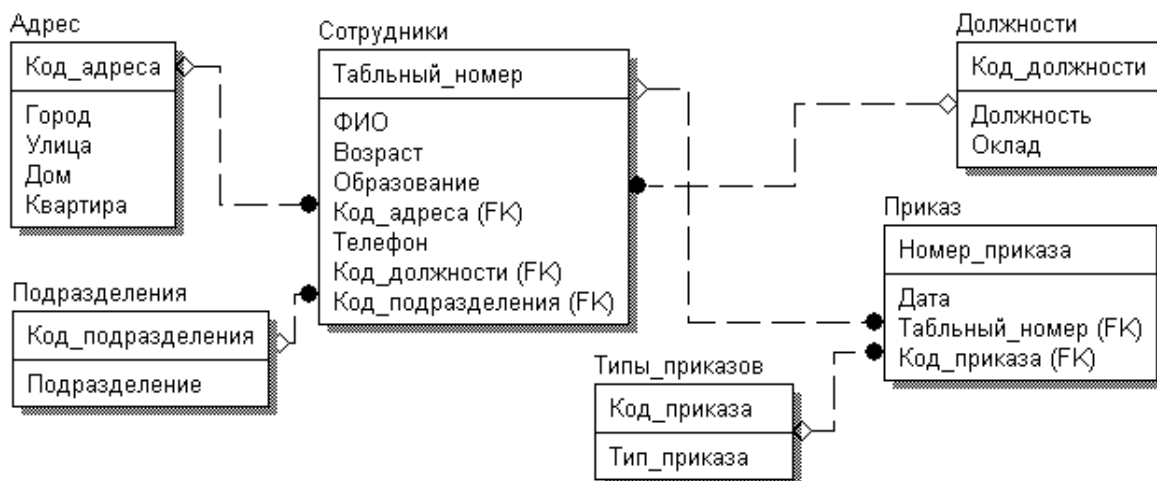 Адрес
Код_адреса
Город
Улица
Дом
Квартира
Сотрудники
Табльный_номер
ФИО
Возраст
Образование
Код_адреса (FK)
Телефон
Код_должности (FK)
Код_подразделения (FK)
Должности
Код_должности
Должность
Оклад
Подразделения
Код_подразделения
Подразделение
Типы_приказов
Код_приказа
Тип_приказа
Приказ
Номер_приказа
Дата
Табльный_номер (FK)
Код_приказа (FK)